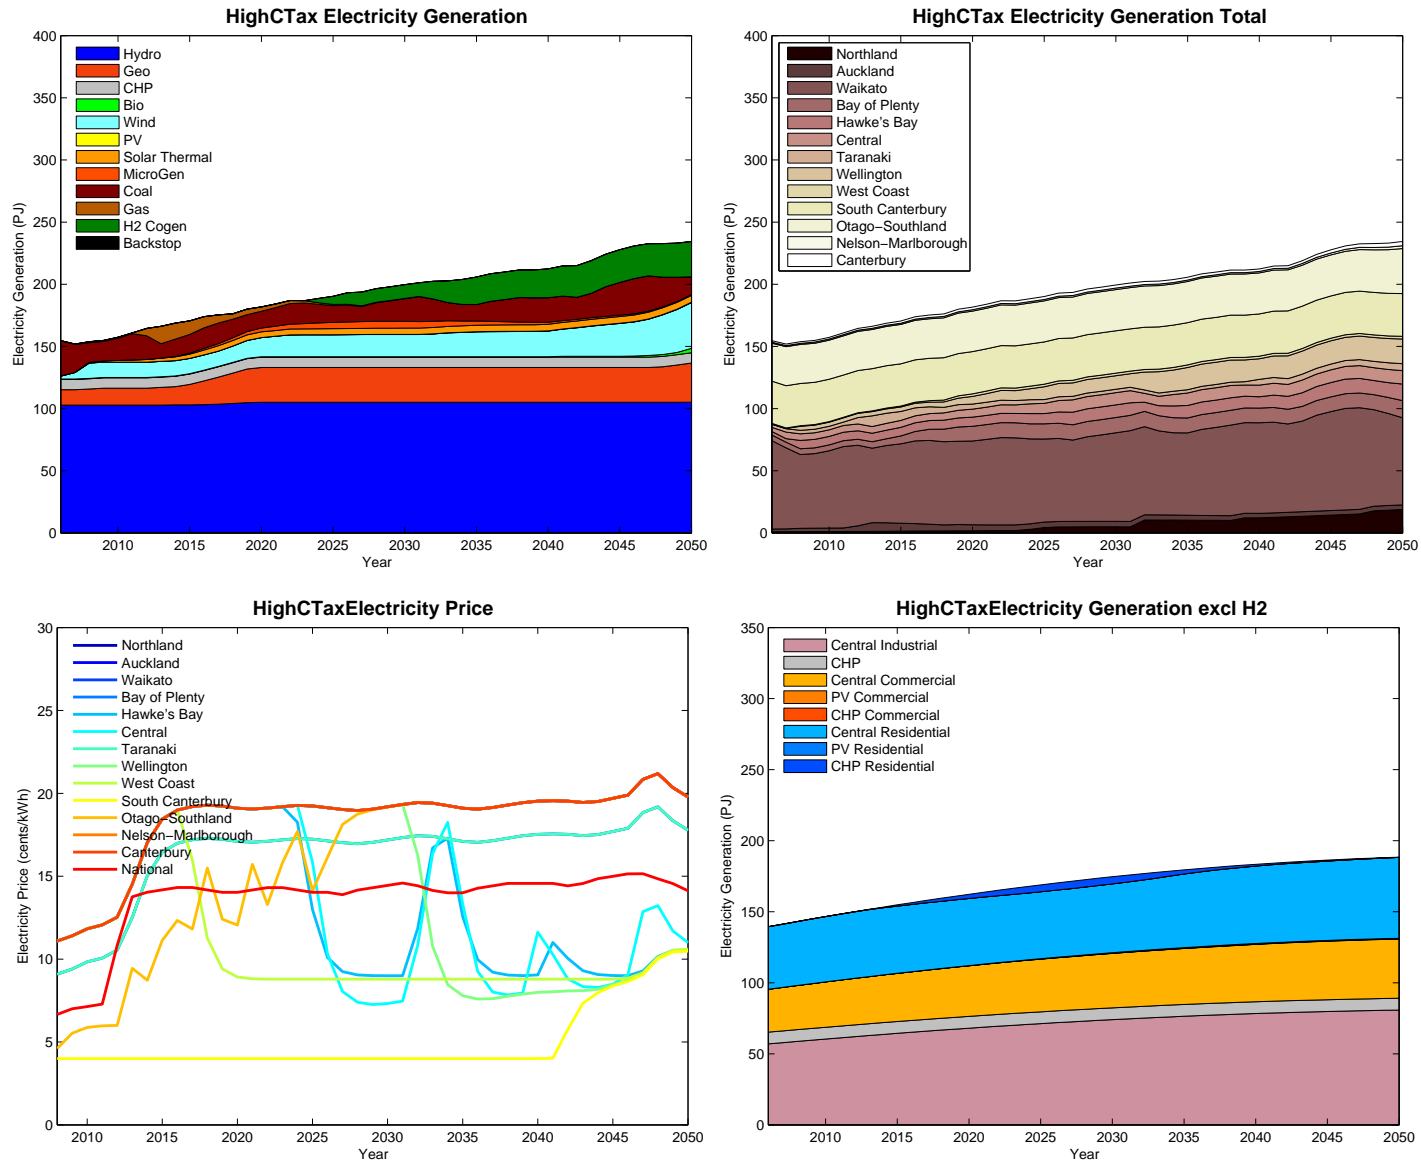 HighCTax Electricity Generation
400
350
300
250
200
150
100
50
0
Electricity Generation (PJ)
Hydro
Geo
CHP
Bio
Wind
PV
Solar Thermal
MicroGen
Coal
Gas
H2 Cogen
Backstop
2010 2015 2020 2025 2030 2035 2040 2045 2050
Year
HighCTax Electricity Generation Total
400
350
300
250
200
150
100
50
0
Electricity Generation (PJ)
Northland
Auckland
Waikato
Bay of Plenty
Hawke's Bay
Central
Taranaki
Wellington
West Coast
South Canterbury
Otago−Southland
Nelson−Marlborough
Canterbury
2010 2015 2020 2025 2030 2035 2040 2045 2050
Year
HighCTaxElectricity Price
30
25
20
15
10
5
0
Electricity Price (cents/kWh)
Northland
Auckland
Waikato
Bay of Plenty
Hawke's Bay
Central
Taranaki
Wellington
West Coast
South Canterbury
Otago−Southland
Nelson−Marlborough
Canterbury
National
2010 2015 2020 2025 2030 2035 2040 2045 2050
Year
HighCTaxElectricity Generation excl H2
350
300
250
200
150
100
50
0
Electricity Generation (PJ)
Central Industrial
CHP
Central Commercial
PV Commercial
CHP Commercial
Central Residential
PV Residential
CHP Residential
2010 2015 2020 2025 2030 2035 2040 2045 2050
Year